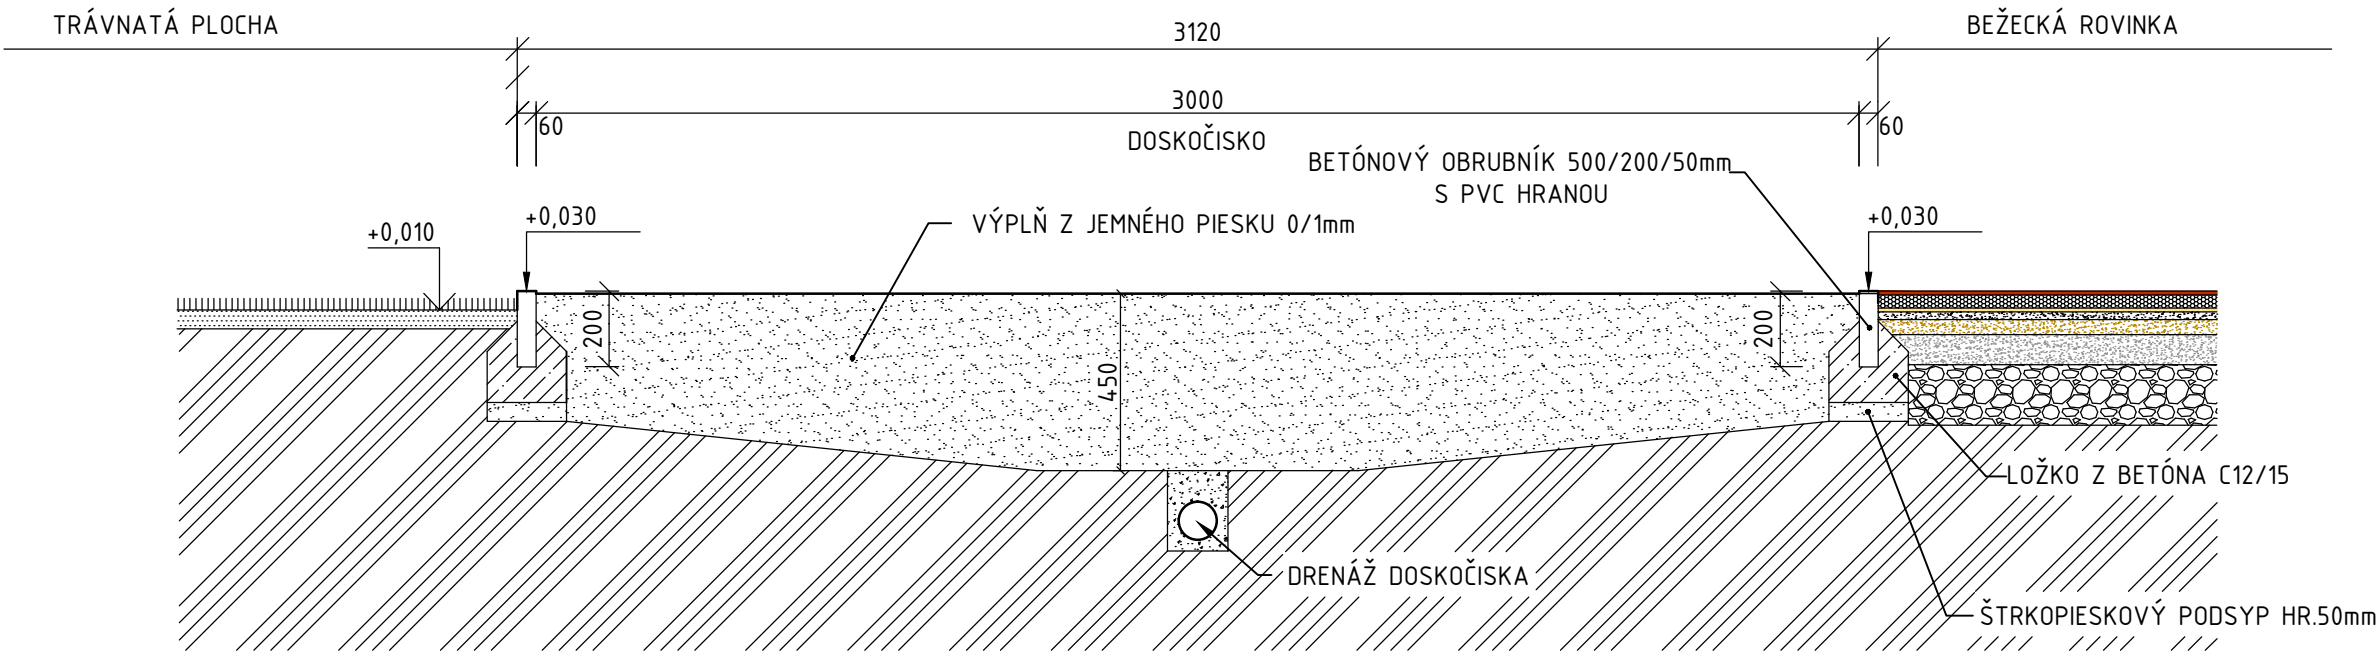 TRÁVNATÁ PLOCHA
3120
BEŽECKÁ ROVINKA
3000
60
60
DOSKOČISKO
BETÓNOVÝ OBRUBNÍK 500/200/50mm
S PVC HRANOU
+0,010
+0,030
VÝPLŇ Z JEMNÉHO PIESKU 0/1mm
+0,030
200
450
200
LOŽKO Z BETÓNA C12/15
DRENÁŽ DOSKOČISKA
ŠTRKOPIESKOVÝ PODSYP HR.50mm